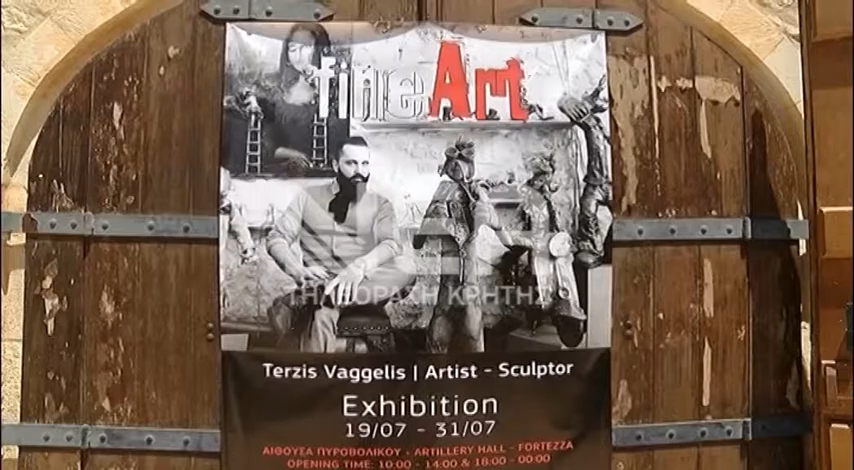 fineArt
ΤΗΛΕΟΡΑΣΗ ΚΡΗΤΗΣ
Terzis Vaggelis | Artist - Sculptor
Exhibition
19/07 - 31/07
ΑΙΘΟΥΣΑ ΠΥΡΟΒΟΛΙΚΟΥ - ARTILLERY HALL - FORTEZZA
OPENING TIME: 10:00 - 14:00 & 18:00 - 00:00